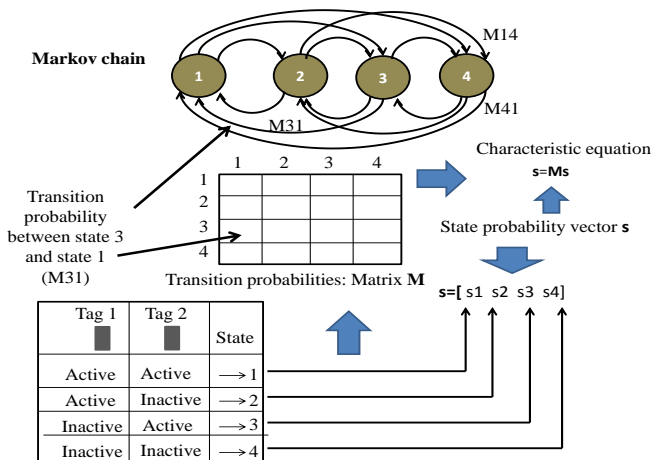 M14
Markov chain
1 2 3 4
M31
M41
Characteristic equation
s=Ms
1 2 3 4
1
2
3
4
Transition
probability
between state 3
and state 1
(M31)
State probability vector s
Transition probabilities: Matrix M
s=[ s1 s2 s3 s4]
Tag 1 Tag 2
State
Active Active → 1
Active Inactive → 2
Inactive Active → 3
Inactive Inactive → 4